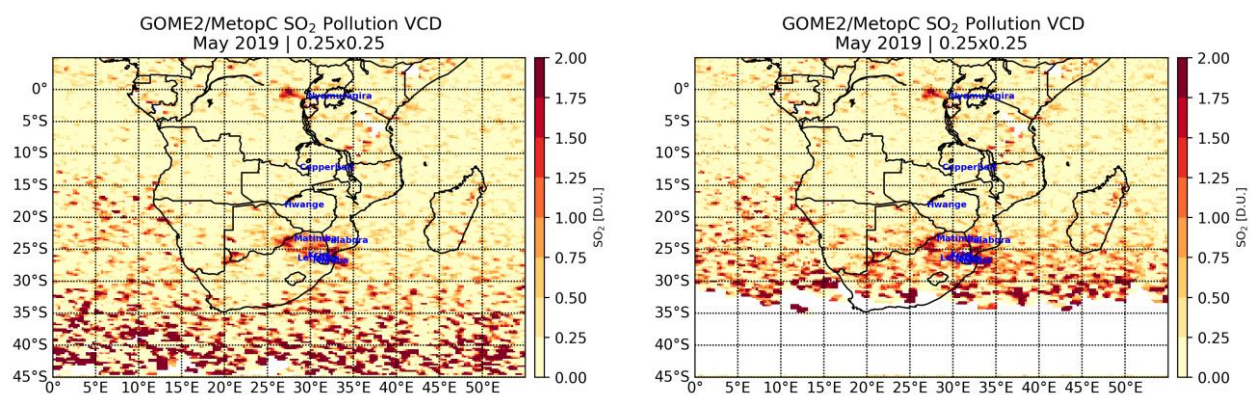 GOME2/MetopC SO₂ Pollution VCD
May 2019 | 0.25x0.25
0°
5°S
10°S
15°S
20°S
25°S
30°S
35°S
40°S
45°S
0°
5°E
10°E
15°E
20°E
25°E
30°E
35°E
40°E
45°E
50°E
Nyamuragira
Copperbelt
Hwange
Matimba
2.00
1.75
1.50
1.25
1.00
0.75
0.50
0.25
0.00
SO₂ [D.U.]
GOME2/MetopC SO₂ Pollution VCD
May 2019 | 0.25x0.25
0°
5°S
10°S
15°S
20°S
25°S
30°S
35°S
40°S
45°S
0°
5°E
10°E
15°E
20°E
25°E
30°E
35°E
40°E
45°E
50°E
Nyamuragira
Copperbelt
Hwange
Matimba
2.00
1.75
1.50
1.25
1.00
0.75
0.50
0.25
0.00
SO₂ [D.U.]